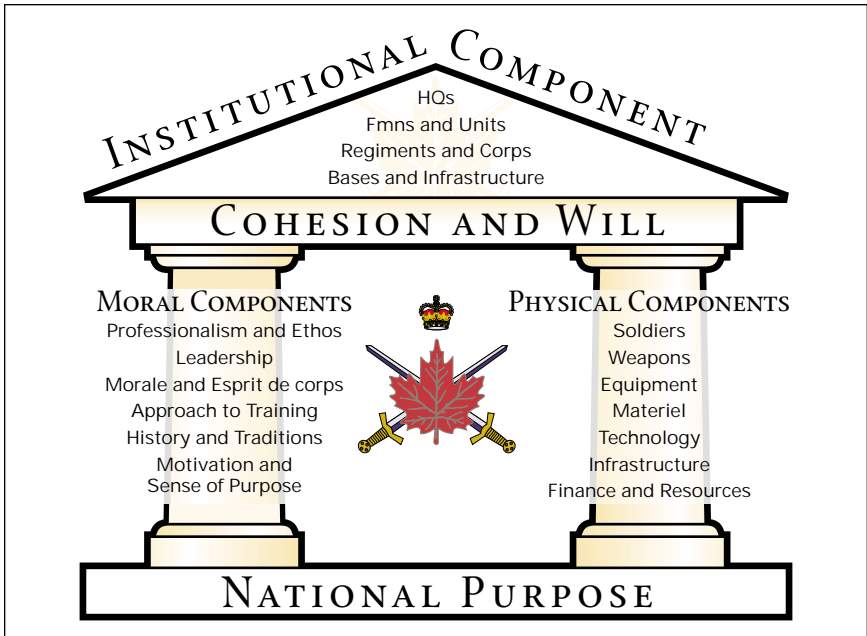 INSTITUTIONAL COMPONENT
HQs
Fmns and Units
Regiments and Corps
Bases and Infrastructure
COHESION AND WILL
MORAL COMPONENTS
Professionalism and Ethos
Leadership
Morale and Esprit de corps
Approach to Training
History and Traditions
Motivation and
Sense of Purpose
PHYSICAL COMPONENTS
Soldiers
Weapons
Equipment
Materiel
Technology
Infrastructure
Finance and Resources
NATIONAL PURPOSE